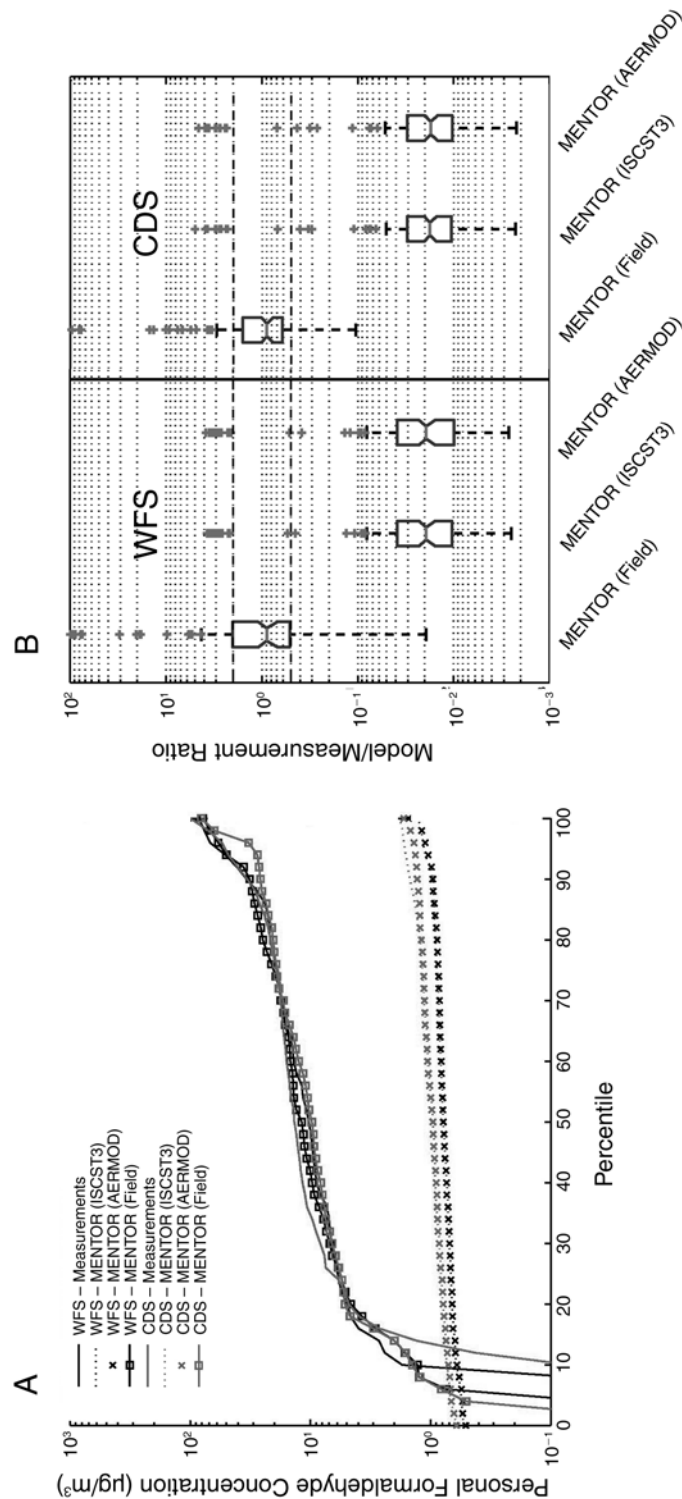 A
10³
10²
10¹
10⁰
10⁻¹
Personal Formaldehyde Concentration (µg/m³)
WFS – Measurements
WFS – MENTOR (ISCST3)
WFS – MENTOR (AERMOD)
WFS – MENTOR (Field)
CDS – Measurements
CDS – MENTOR (ISCST3)
CDS – MENTOR (AERMOD)
CDS – MENTOR (Field)
0 10 20 30 40 50 60 70 80 90 100
Percentile
B
10²
10¹
10⁰
10⁻¹
10⁻²
10⁻³
Model/Measurement Ratio
WFS
CDS
MENTOR (Field)
MENTOR (ISCST3)
MENTOR (AERMOD)
MENTOR (Field)
MENTOR (ISCST3)
MENTOR (AERMOD)